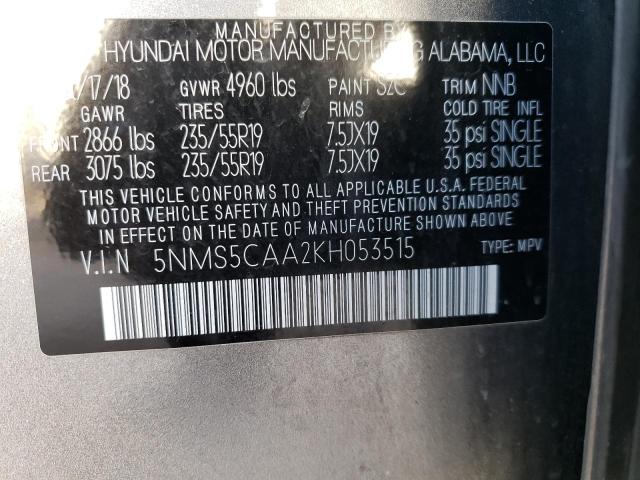 MANUFACTURED BY
HYUNDAI MOTOR MANUFACTURING ALABAMA, LLC
/17/18 GVWR 4960 lbs PAINT S2C TRIM NNB
GAWR TIRES RIMS COLD TIRE INFL
FRONT 2866 lbs 235/55R19 7.5JX19 35 psi SINGLE
REAR 3075 lbs 235/55R19 7.5JX19 35 psi SINGLE
THIS VEHICLE CONFORMS TO ALL APPLICABLE U.S.A. FEDERAL
MOTOR VEHICLE SAFETY AND THEFT PREVENTION STANDARDS
IN EFFECT ON THE DATE OF MANUFACTURE SHOWN ABOVE.
V.I.N 5NMS5CAA2KH053515 TYPE: MPV